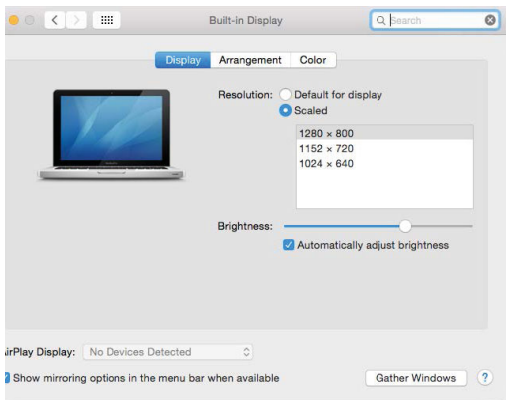 Built-in Display
Search
Display Arrangement Color
Resolution: Default for display
Scaled
1280 × 800
1152 × 720
1024 × 640
Brightness:
Automatically adjust brightness
AirPlay Display: No Devices Detected
Show mirroring options in the menu bar when available
Gather Windows ?